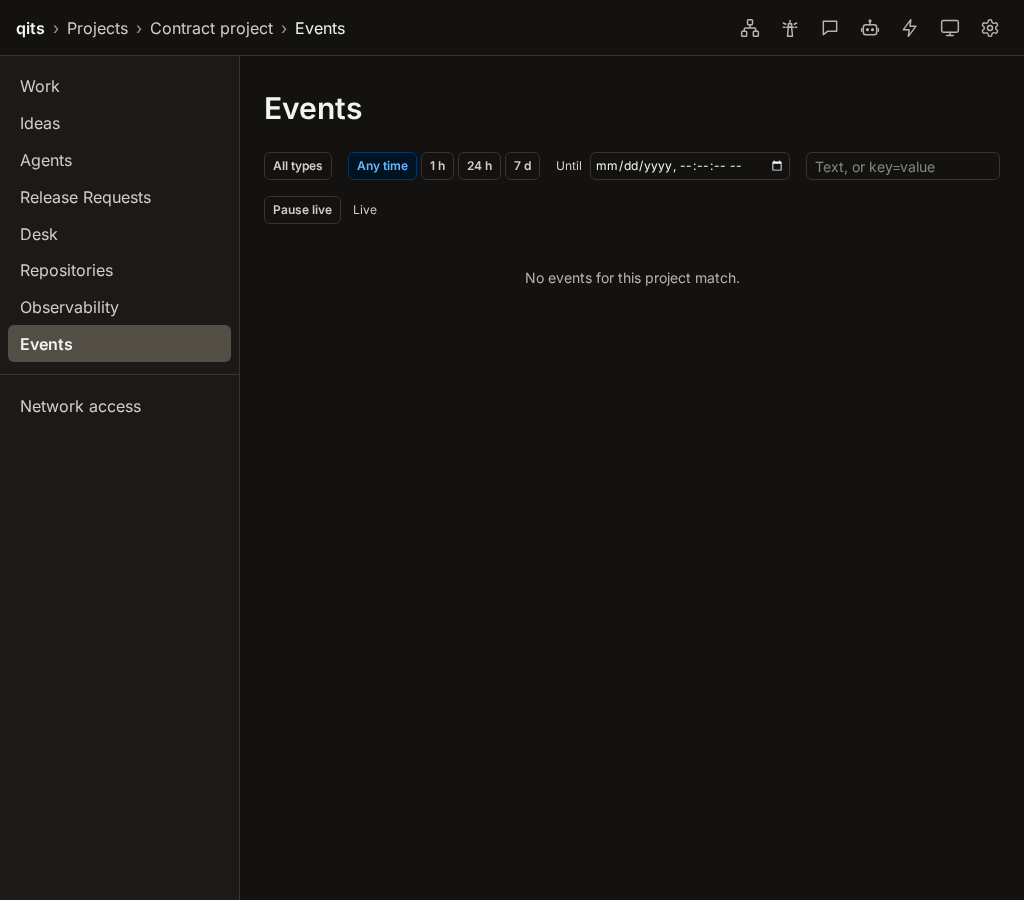 qits › Projects › Contract project › Events
Work
Ideas
Agents
Release Requests
Desk
Repositories
Observability
Events
Network access
Events
All types Any time 1 h 24 h 7 d Until mm/dd/yyyy, --:--:-- -- Text, or key=value
Pause live Live
No events for this project match.